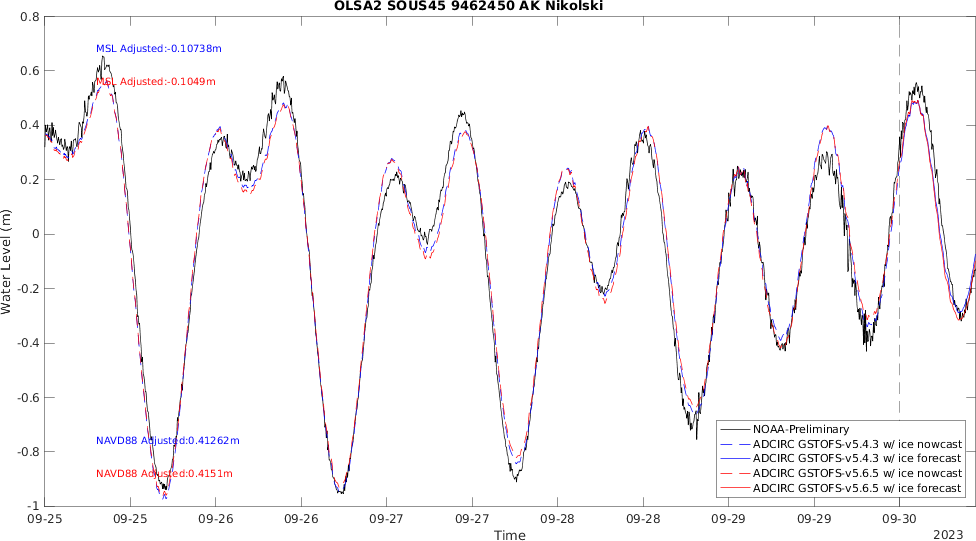 OLSA2 SOUS45 9462450 AK Nikolski
0.8
MSL Adjusted:-0.10738m
0.6
MSL Adjusted:-0.1049m
0.4
0.2
0
Water Level (m)
-0.2
-0.4
-0.6
NOAA-Preliminary
NAVD88 Adjusted:0.41262m
ADCIRC GSTOFS-v5.4.3 w/ ice nowcast
-0.8
ADCIRC GSTOFS-v5.4.3 w/ ice forecast
NAVD88 Adjusted:0.4151m
ADCIRC GSTOFS-v5.6.5 w/ ice nowcast
ADCIRC GSTOFS-v5.6.5 w/ ice forecast
-1
09-25 09-25 09-26 09-26 09-27 09-27 09-28 09-28 09-29 09-29 09-30
Time
2023